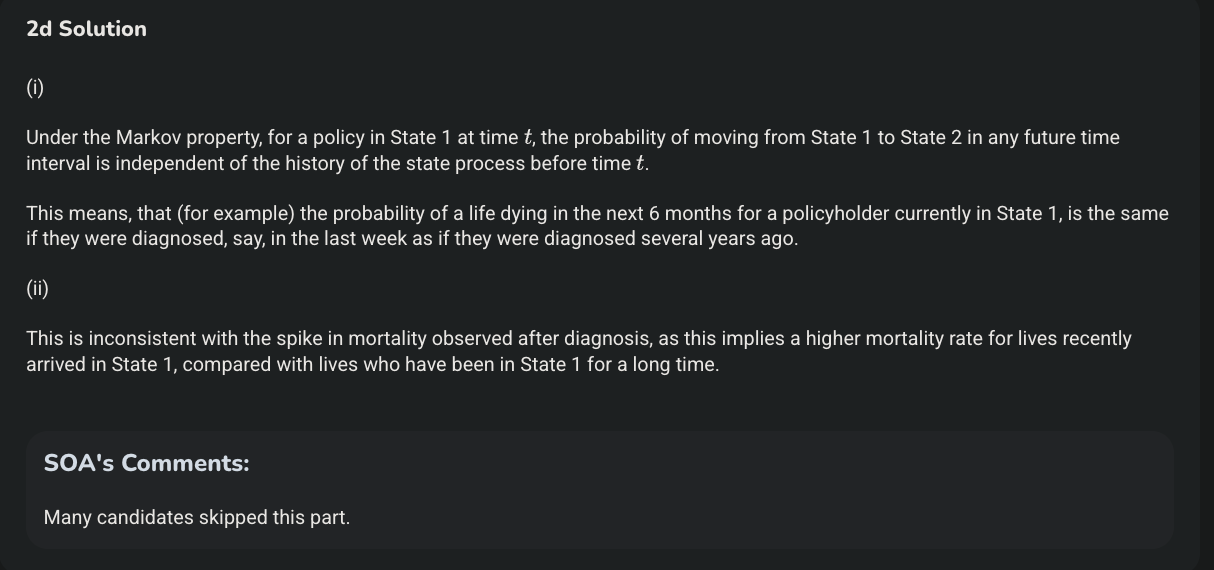 2d Solution
(i)
Under the Markov property, for a policy in State 1 at time t, the probability of moving from State 1 to State 2 in any future time
interval is independent of the history of the state process before time t.
This means, that (for example) the probability of a life dying in the next 6 months for a policyholder currently in State 1, is the same
if they were diagnosed, say, in the last week as if they were diagnosed several years ago.
(ii)
This is inconsistent with the spike in mortality observed after diagnosis, as this implies a higher mortality rate for lives recently
arrived in State 1, compared with lives who have been in State 1 for a long time.
SOA's Comments:
Many candidates skipped this part.